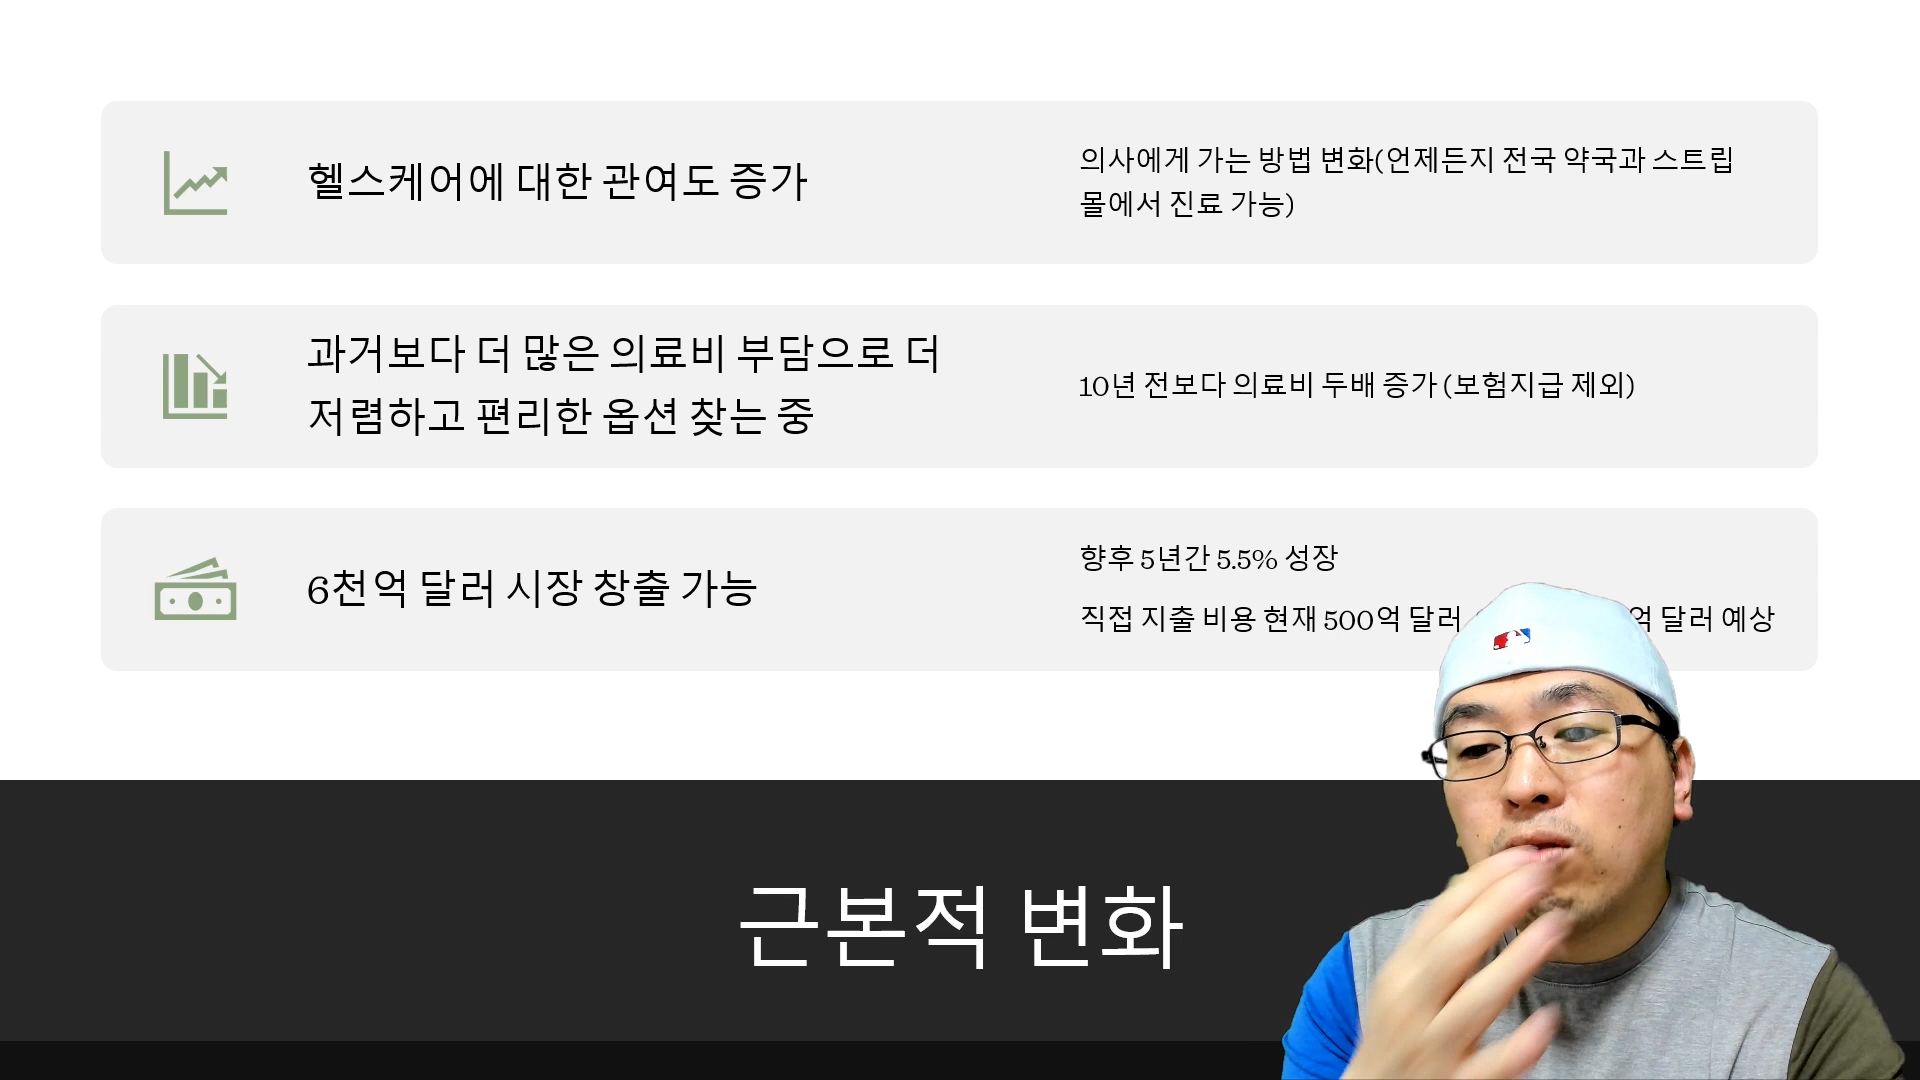 헬스케어에 대한 관여도 증가
의사에게 가는 방법 변화(언제든지 전국 약국과 스트립
몰에서 진료 가능)
과거보다 더 많은 의료비 부담으로 더
저렴하고 편리한 옵션 찾는 중
10년 전보다 의료비 두배 증가 (보험지급 제외)
6천억 달러 시장 창출 가능
향후 5년간 5.5% 성장
직접 지출 비용 현재 500억 달러 억 달러 예상
근본적 변화